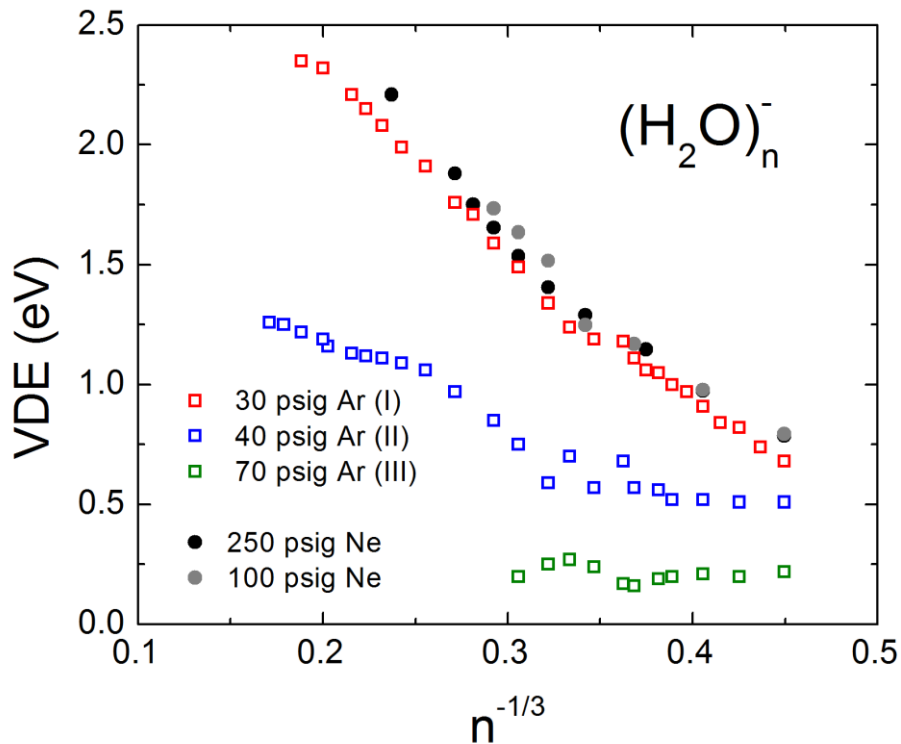 2.5
2.0
1.5
1.0
0.5
0.0
VDE (eV)
(H₂O)ₙ⁻
30 psig Ar (I)
40 psig Ar (II)
70 psig Ar (III)
250 psig Ne
100 psig Ne
0.1 0.2 0.3 0.4 0.5
n⁻¹/³